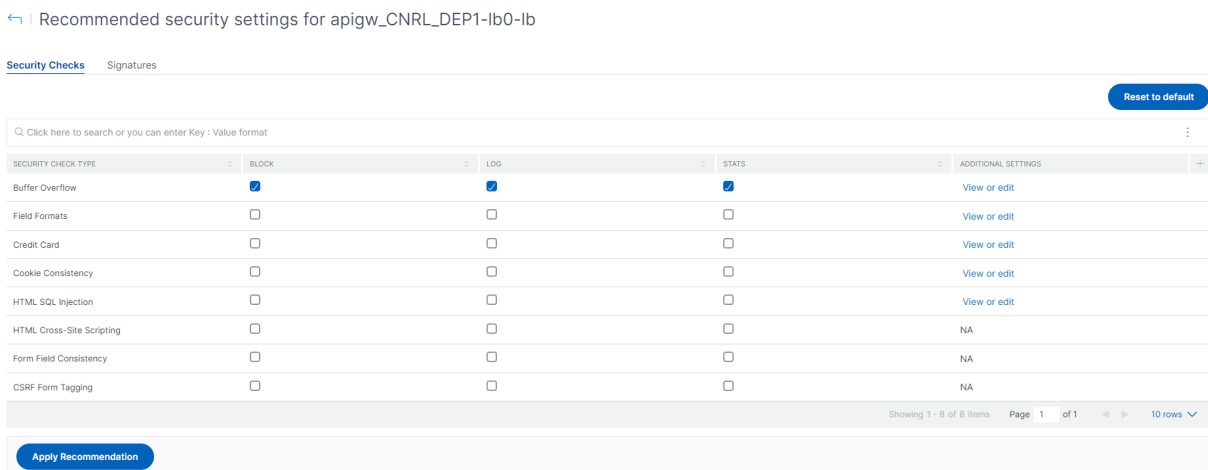 Recommended security settings for apigw_CNRL_DEP1-lb0-lb
Security Checks Signatures
Reset to default
Click here to search or you can enter Key : Value format
SECURITY CHECK TYPE BLOCK LOG STATS ADDITIONAL SETTINGS
Buffer Overflow View or edit
Field Formats View or edit
Credit Card View or edit
Cookie Consistency View or edit
HTML SQL Injection View or edit
HTML Cross-Site Scripting NA
Form Field Consistency NA
CSRF Form Tagging NA
Showing 1 - 8 of 8 items Page 1 of 1 10 rows
Apply Recommendation